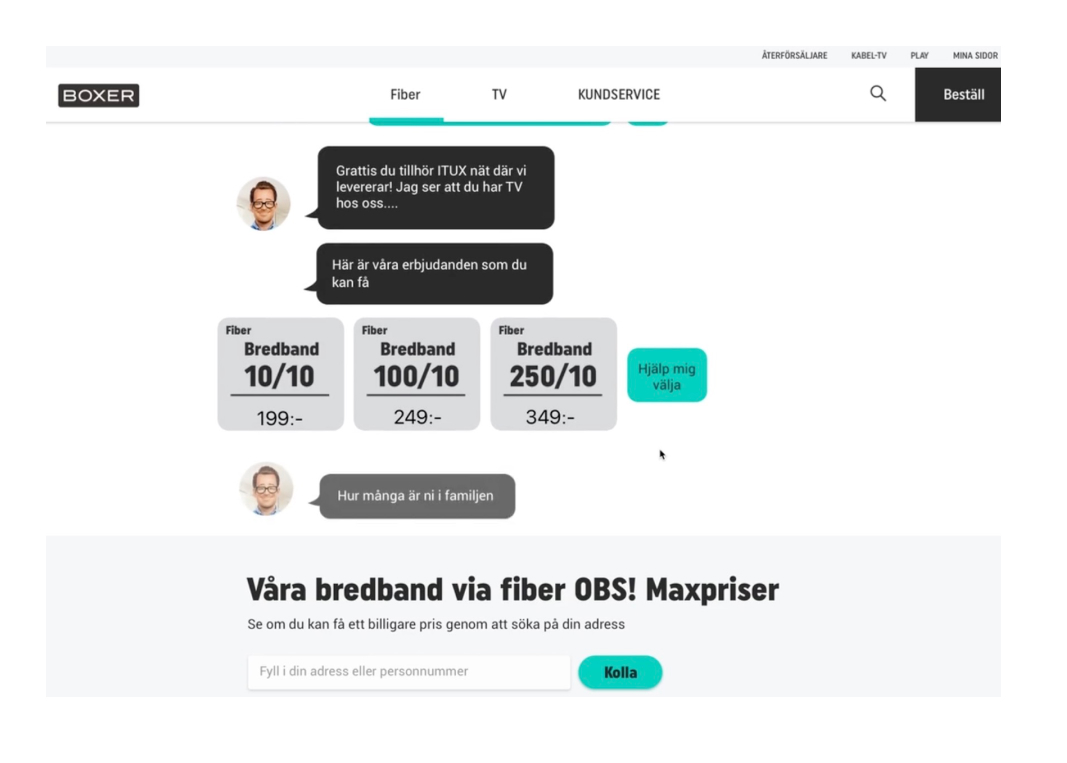 ÅTERFÖRSÄLJARE KABEL-TV PLAY MINA SIDOR
BOXER Fiber TV KUNDSERVICE Beställ
Grattis du tillhör ITUX nät där vi
levererar! Jag ser att du har TV
hos oss....
Här är våra erbjudanden som du
kan få
Fiber
Bredband
10/10
199:-
Fiber
Bredband
100/10
249:-
Fiber
Bredband
250/10
349:-
Hjälp mig
välja
Hur många är ni i familjen
Våra bredband via fiber OBS! Maxpriser
Se om du kan få ett billigare pris genom att söka på din adress
Fyll i din adress eller personnummer
Kolla